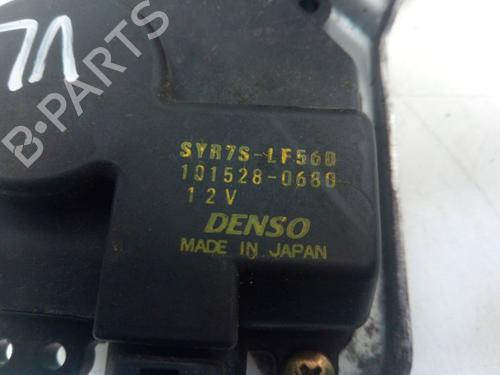 SYR7S-LF560
101528-0680
12V
DENSO
MADE IN JAPAN
B-PARTS